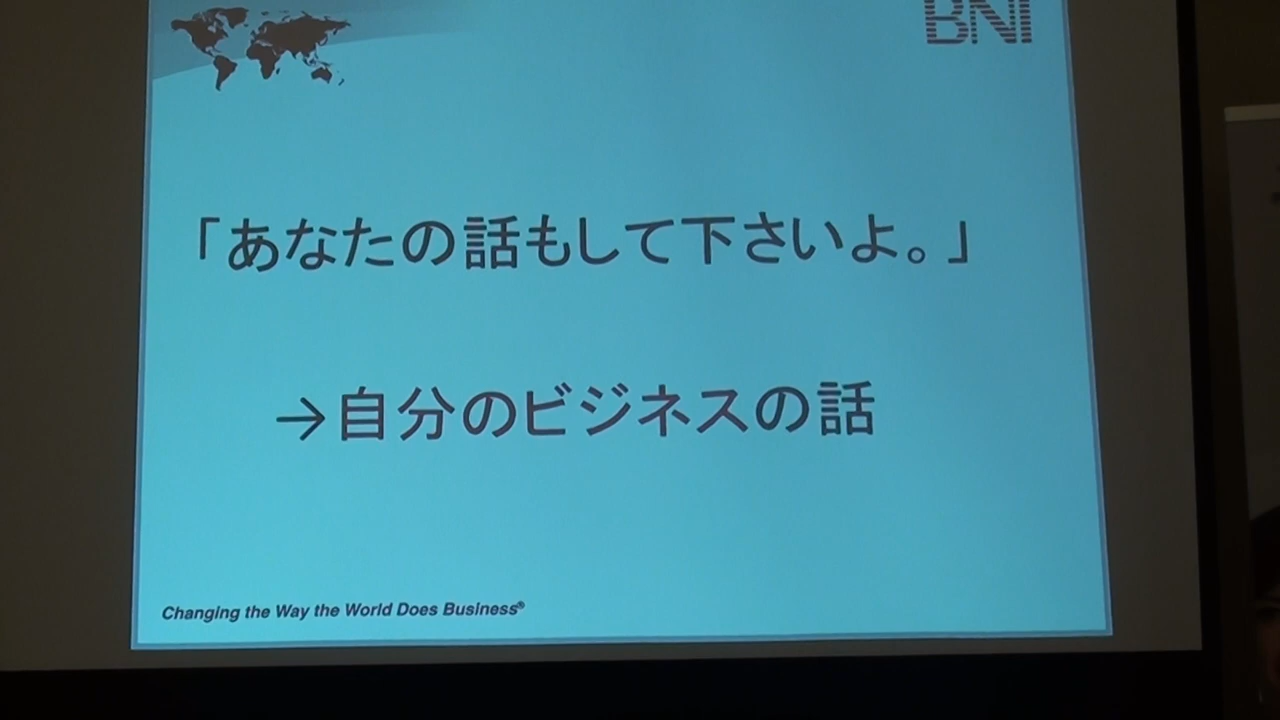 BNI
「あなたの話もして下さいよ。」
→自分のビジネスの話
Changing the Way the World Does Business®